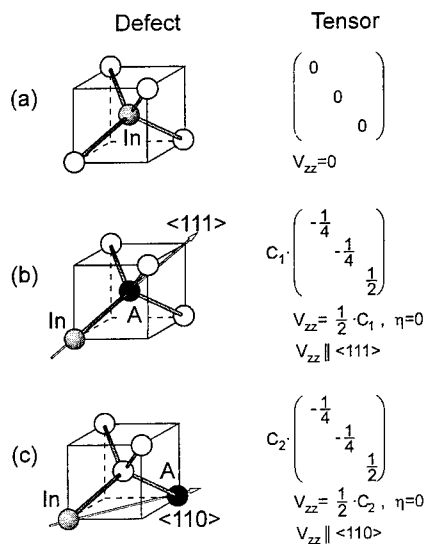 Defect Tensor
(a)
In
0
0
0
V_zz=0
(b)
<111>
In
A
C_1· -1/4
-1/4
1/2
V_zz= 1/2 ·C_1 , η=0
V_zz ∥ <111>
(c)
In
A
<110>
C_2· -1/4
-1/4
1/2
V_zz= 1/2 ·C_2 , η=0
V_zz ∥ <110>